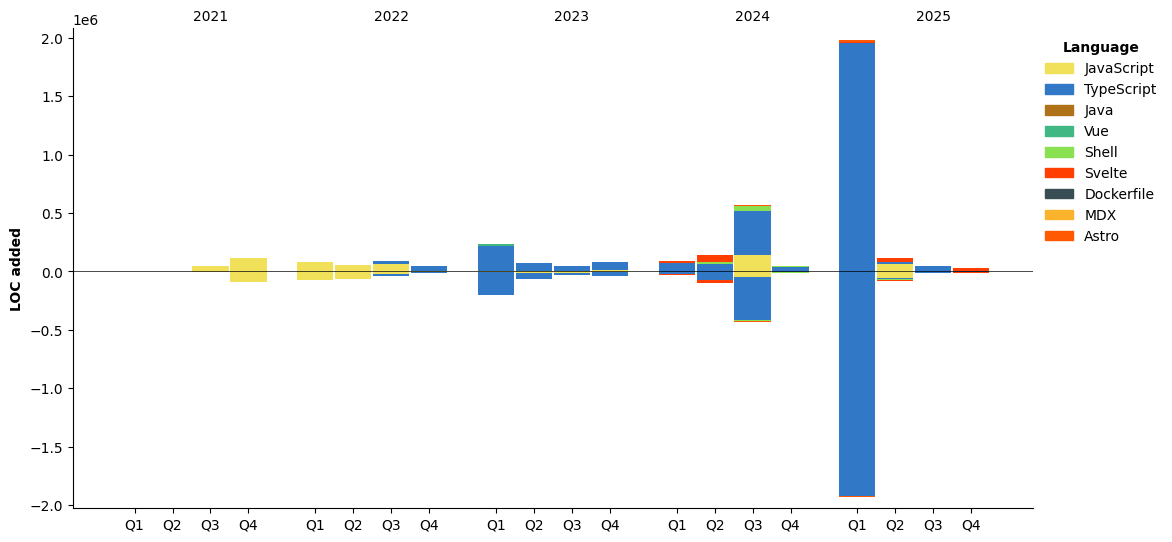 2021 2022 2023 2024 2025
1e6
2.0
1.5
1.0
0.5
0.0
−0.5
−1.0
−1.5
−2.0
LOC added
Q1 Q2 Q3 Q4 Q1 Q2 Q3 Q4 Q1 Q2 Q3 Q4 Q1 Q2 Q3 Q4 Q1 Q2 Q3 Q4
Language
JavaScript
TypeScript
Java
Vue
Shell
Svelte
Dockerfile
MDX
Astro